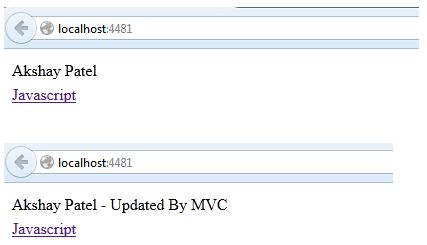 localhost:4481
Akshay Patel
Javascript
localhost:4481
Akshay Patel - Updated By MVC
Javascript